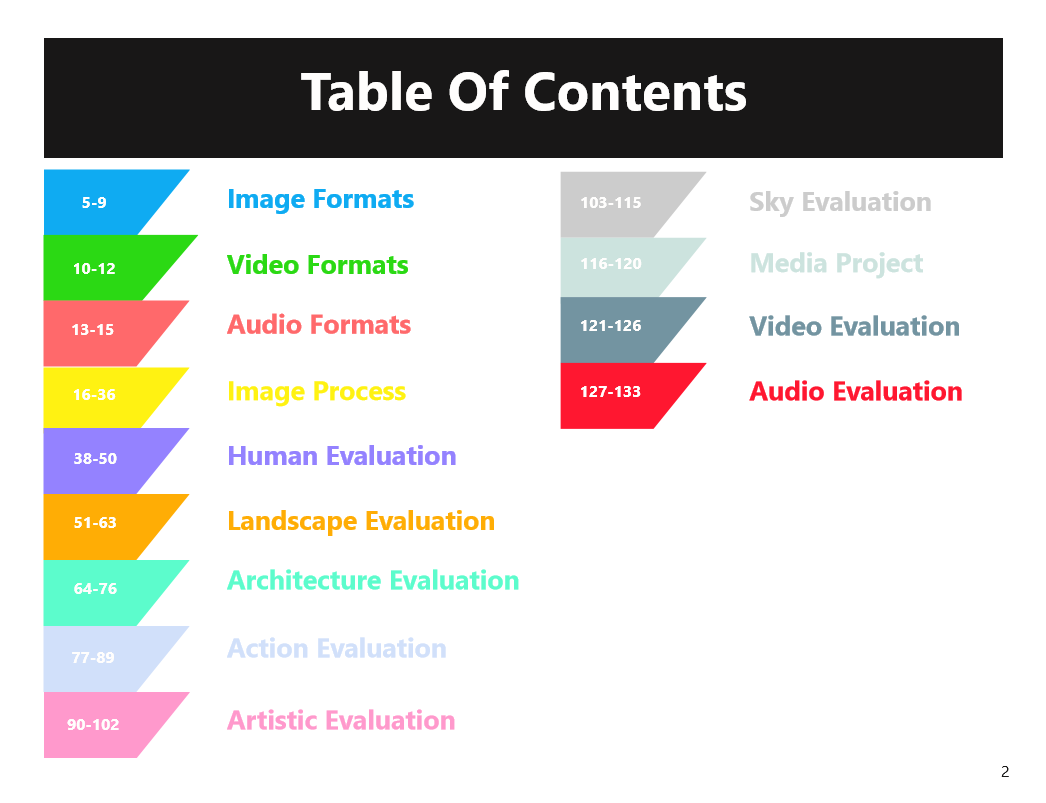 Table Of Contents
5-9 Image Formats
10-12 Video Formats
13-15 Audio Formats
16-36 Image Process
38-50 Human Evaluation
51-63 Landscape Evaluation
64-76 Architecture Evaluation
77-89 Action Evaluation
90-102 Artistic Evaluation
103-115 Sky Evaluation
116-120 Media Project
121-126 Video Evaluation
127-133 Audio Evaluation
2